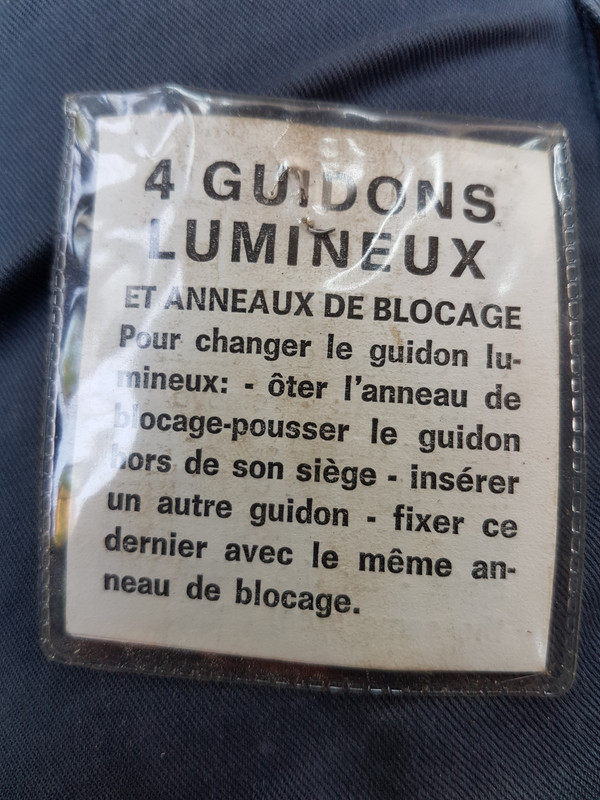 4 GUIDONS
LUMINEUX
ET ANNEAUX DE BLOCAGE
Pour changer le guidon lu-
mineux: - ôter l'anneau de
blocage-pousser le guidon
hors de son siège - insérer
un autre guidon - fixer ce
dernier avec le même an-
neau de blocage.